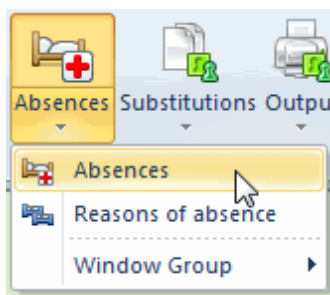 Absences Substitutions Outpu
Absences
Reasons of absence
Window Group